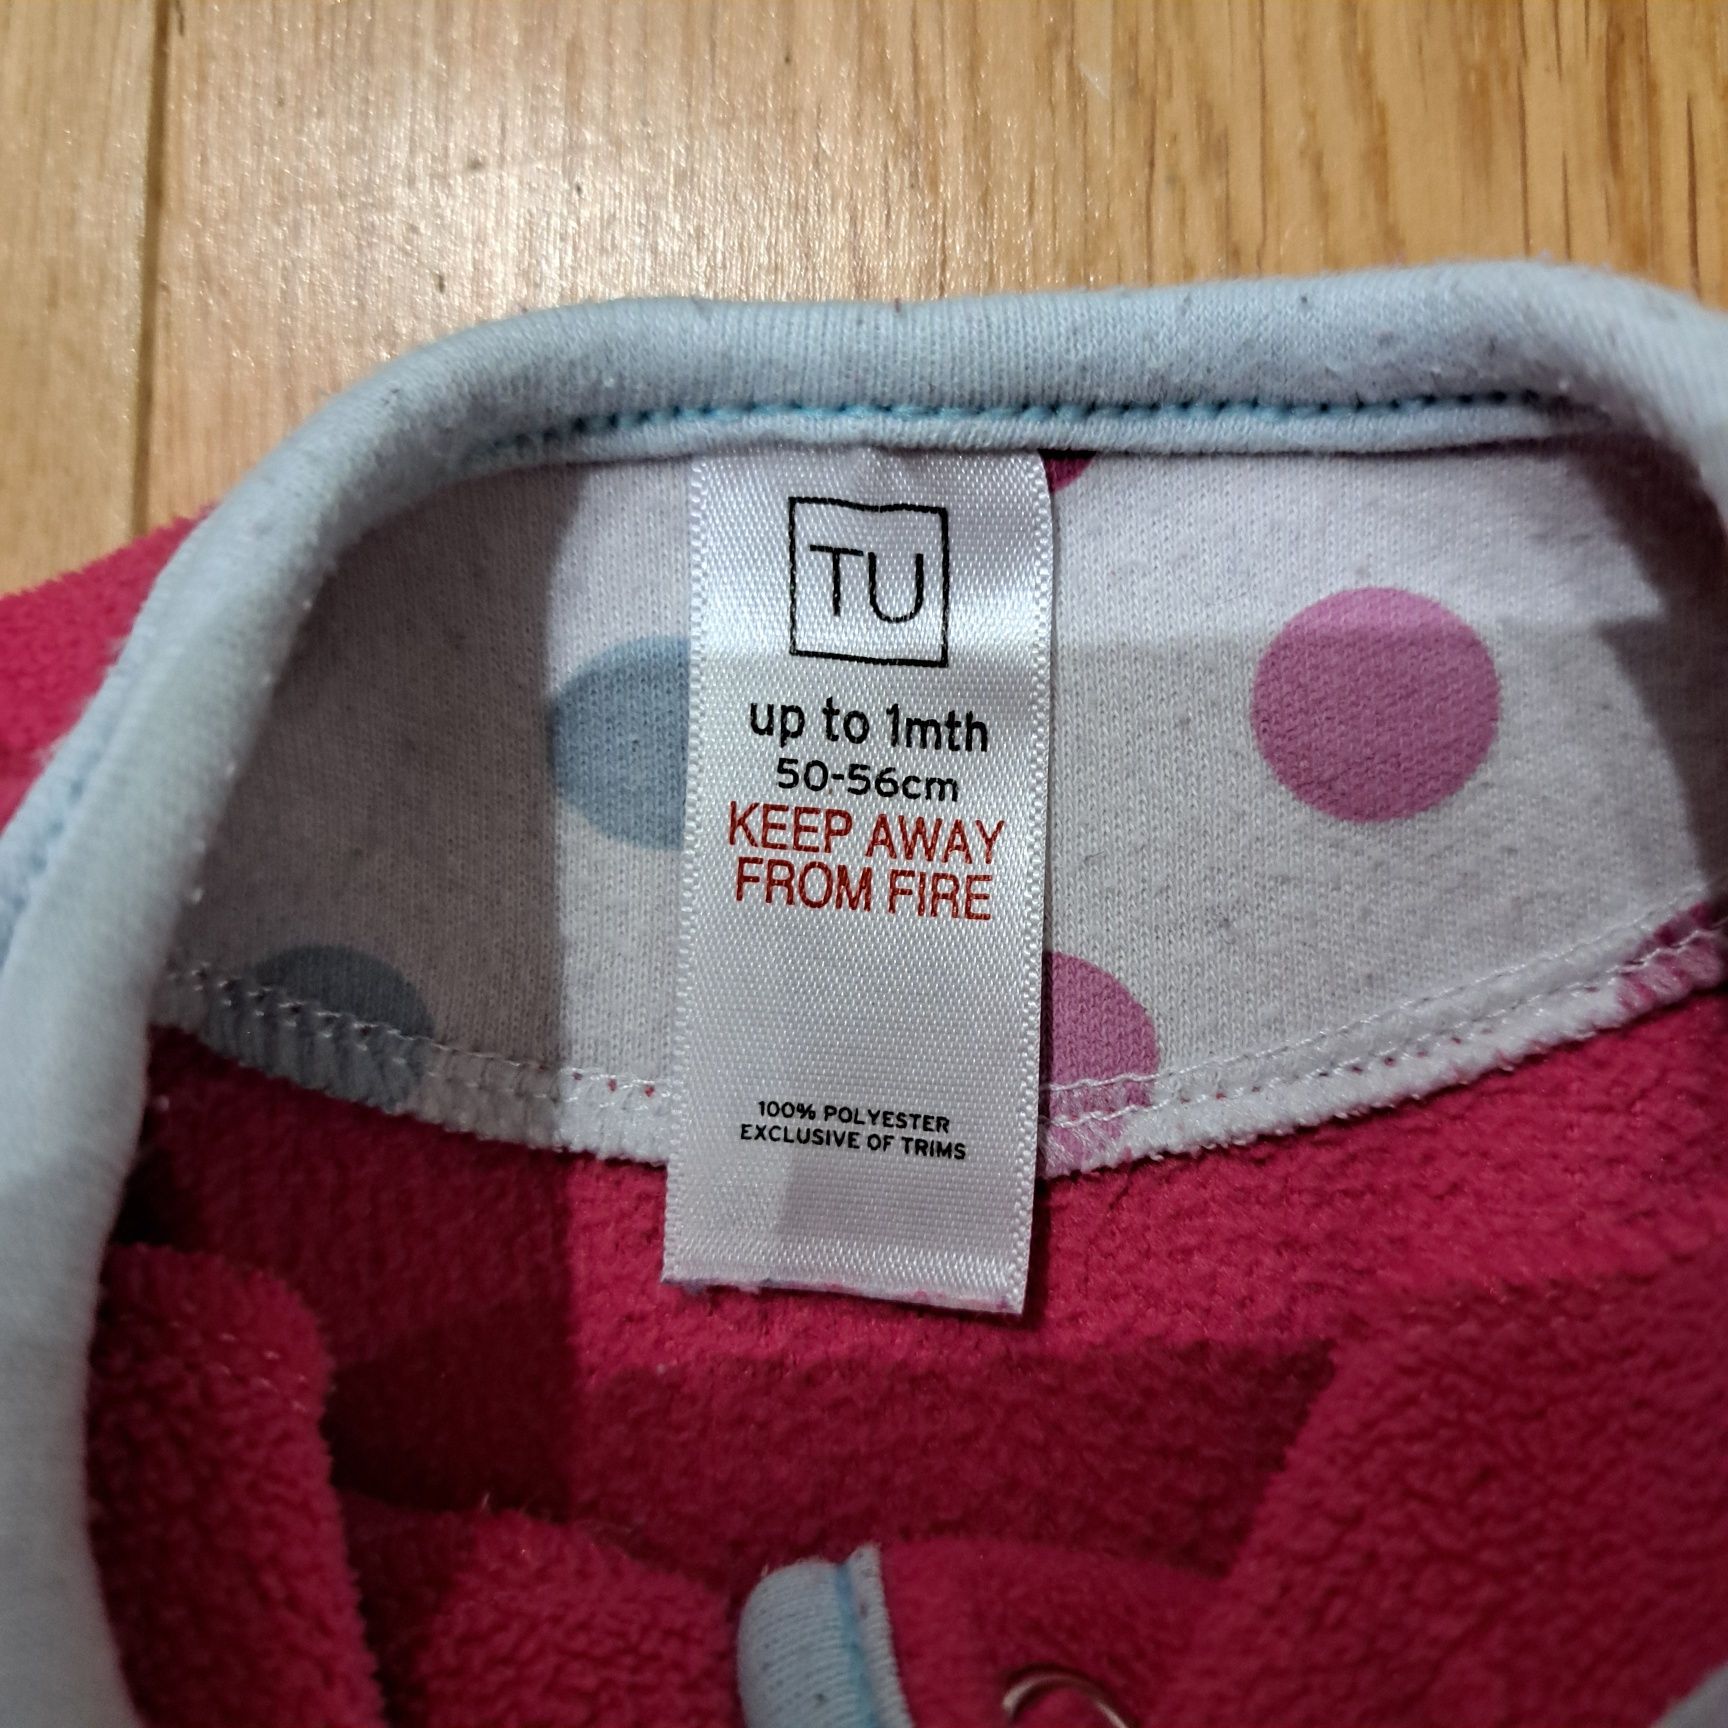 TU
up to 1mth
50-56cm
KEEP AWAY
FROM FIRE
100% POLYESTER
EXCLUSIVE OF TRIMS